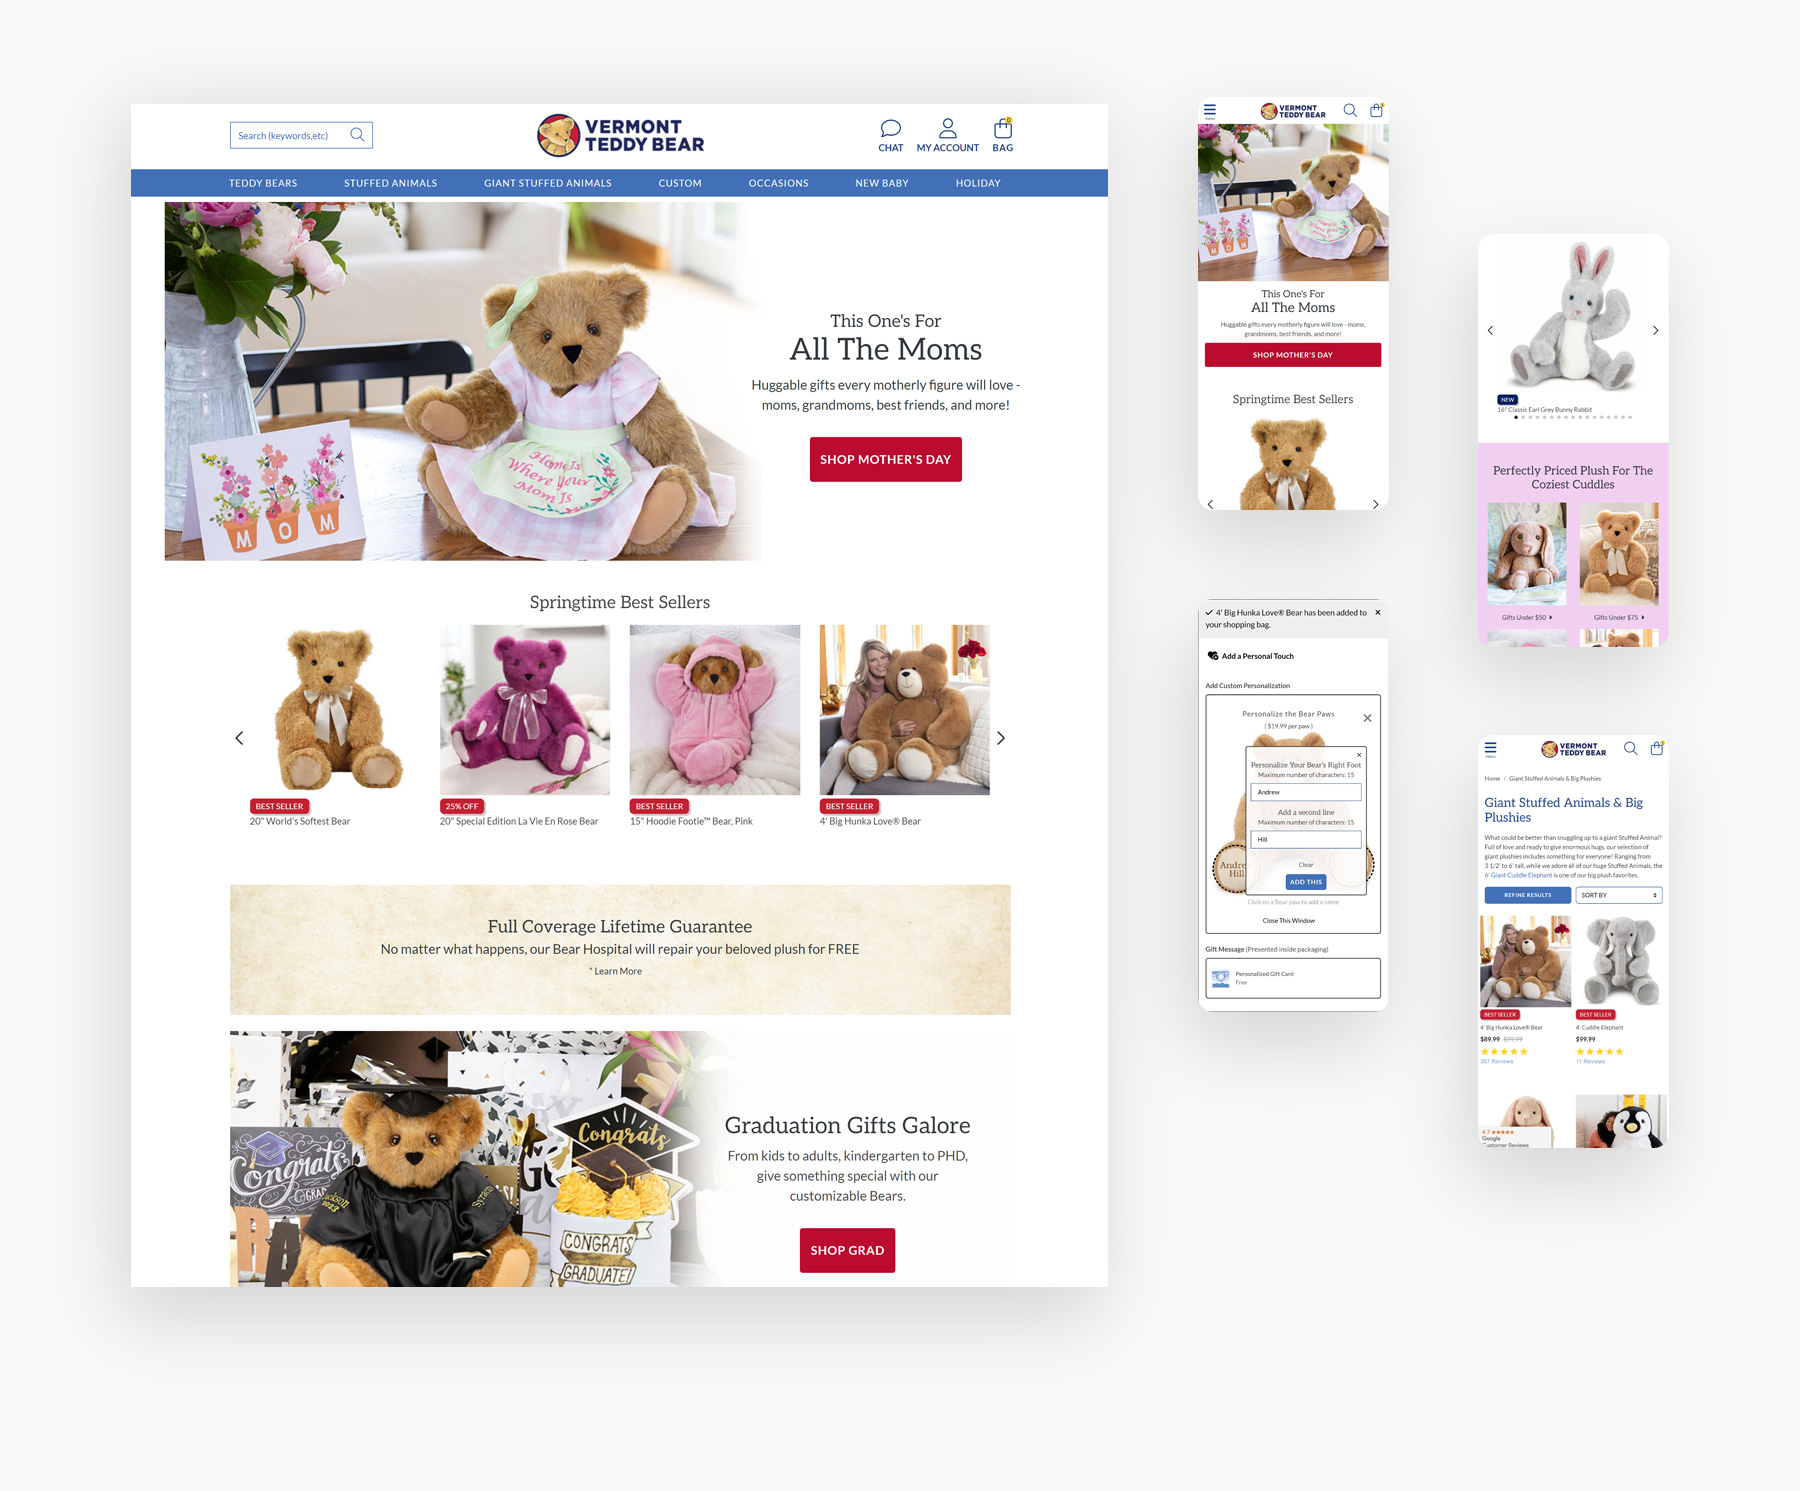 Search (keywords,etc)
VERMONT
TEDDY BEAR
0
CHAT
MY ACCOUNT
BAG
TEDDY BEARS
STUFFED ANIMALS
GIANT STUFFED ANIMALS
CUSTOM
OCCASIONS
NEW BABY
HOLIDAY
MOM
Home Is
Where Your
Mom Is
This One's For
All The Moms
Huggable gifts every motherly figure will love -
moms, grandmoms, best friends, and more!
SHOP MOTHER'S DAY
Springtime Best Sellers
BEST SELLER
20" World's Softest Bear
25% OFF
20" Special Edition La Vie En Rose Bear
BEST SELLER
15" Hoodie Footie™ Bear, Pink
BEST SELLER
4' Big Hunka Love® Bear
Full Coverage Lifetime Guarantee
No matter what happens, our Bear Hospital will repair your beloved plush for FREE
* Learn More
Congrats
GRAD
BA
Jackson
2023
Congrats
CONGRATS
GRADUATE!
Graduation Gifts Galore
From kids to adults, kindergarten to PHD,
give something special with our
customizable Bears.
SHOP GRAD
menu
VERMONT
TEDDY BEAR
MOM
This One's For
All The Moms
Huggable gifts every motherly figure will love - moms,
grandmoms, best friends, and more!
SHOP MOTHER'S DAY
Springtime Best Sellers
NEW
16" Classic Earl Grey Bunny Rabbit
Perfectly Priced Plush For The
Coziest Cuddles
Gifts Under $50
Gifts Under $75
4' Big Hunka Love® Bear has been added to
your shopping bag.
Add a Personal Touch
Add Custom Personalization
Personalize the Bear Paws
( $19.99 per paw )
Personalize Your Bear's Right Foot
Maximum number of characters: 15
Andrew
Add a second line
Maximum number of characters: 15
Hill
Andre
Hill
Clear
ADD THIS
Click on a Bear paw to add a name
Close This Window
Gift Message (Presented inside packaging)
Personalized Gift Card
Free
menu
VERMONT
TEDDY BEAR
Home / Giant Stuffed Animals & Big Plushies
Giant Stuffed Animals & Big
Plushies
What could be better than snuggling up to a giant Stuffed Animal?
Full of love and ready to give enormous hugs, our selection of
giant plushies includes something for everyone! Ranging from
3 1/2' to 6' tall, while we adore all of our huge Stuffed Animals, the
6' Giant Cuddle Elephant is one of our big plush favorites.
REFINE RESULTS
SORT BY
BEST SELLER
4' Big Hunka Love® Bear
$89.99 $99.99
357 Reviews
BEST SELLER
4' Cuddle Elephant
$99.99
11 Reviews
4.7
Google
Customer Reviews